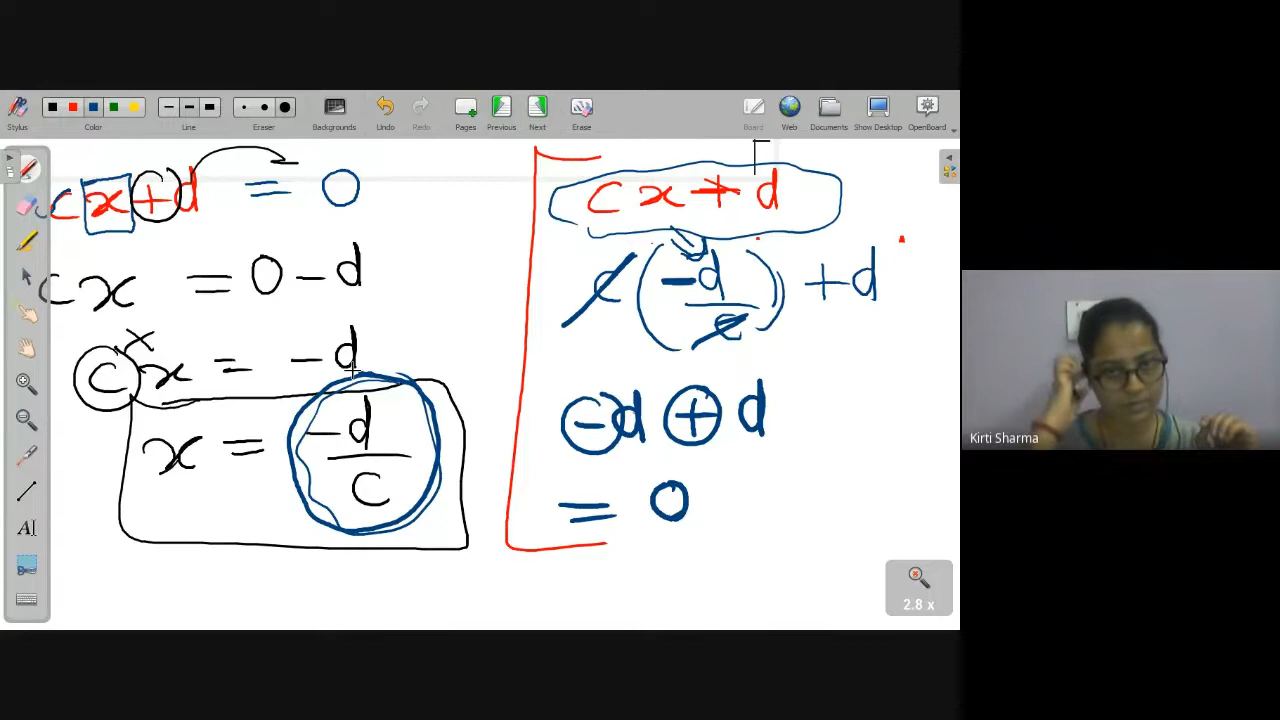 Stylus
Color
Line
Eraser
Backgrounds
Undo
Redo
Pages
Previous
Next
Erase
Board
Web
Documents
Show Desktop
OpenBoard
cx+d = 0
cx = 0-d
cx = -d
x = -d/c
cx+d
c(-d/c)+d
-d+d
= 0
AI
2.8 x
Kirti Sharma